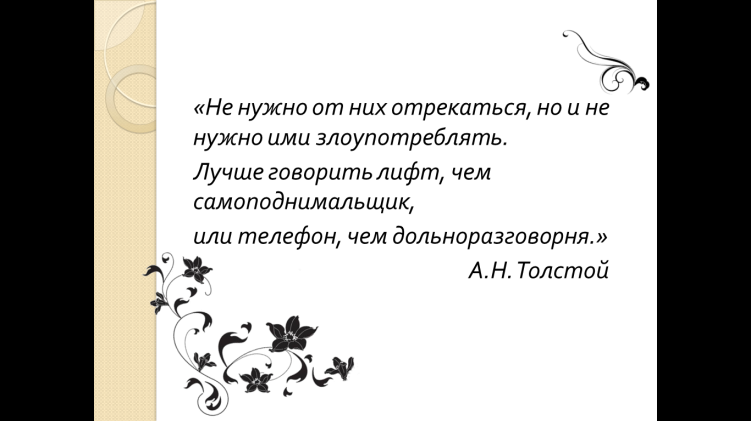 «Не нужно от них отрекаться, но и не
нужно ими злоупотреблять.
Лучше говорить лифт, чем
самоподнимальщик,
или телефон, чем дольноразговорня.»
А.Н. Толстой